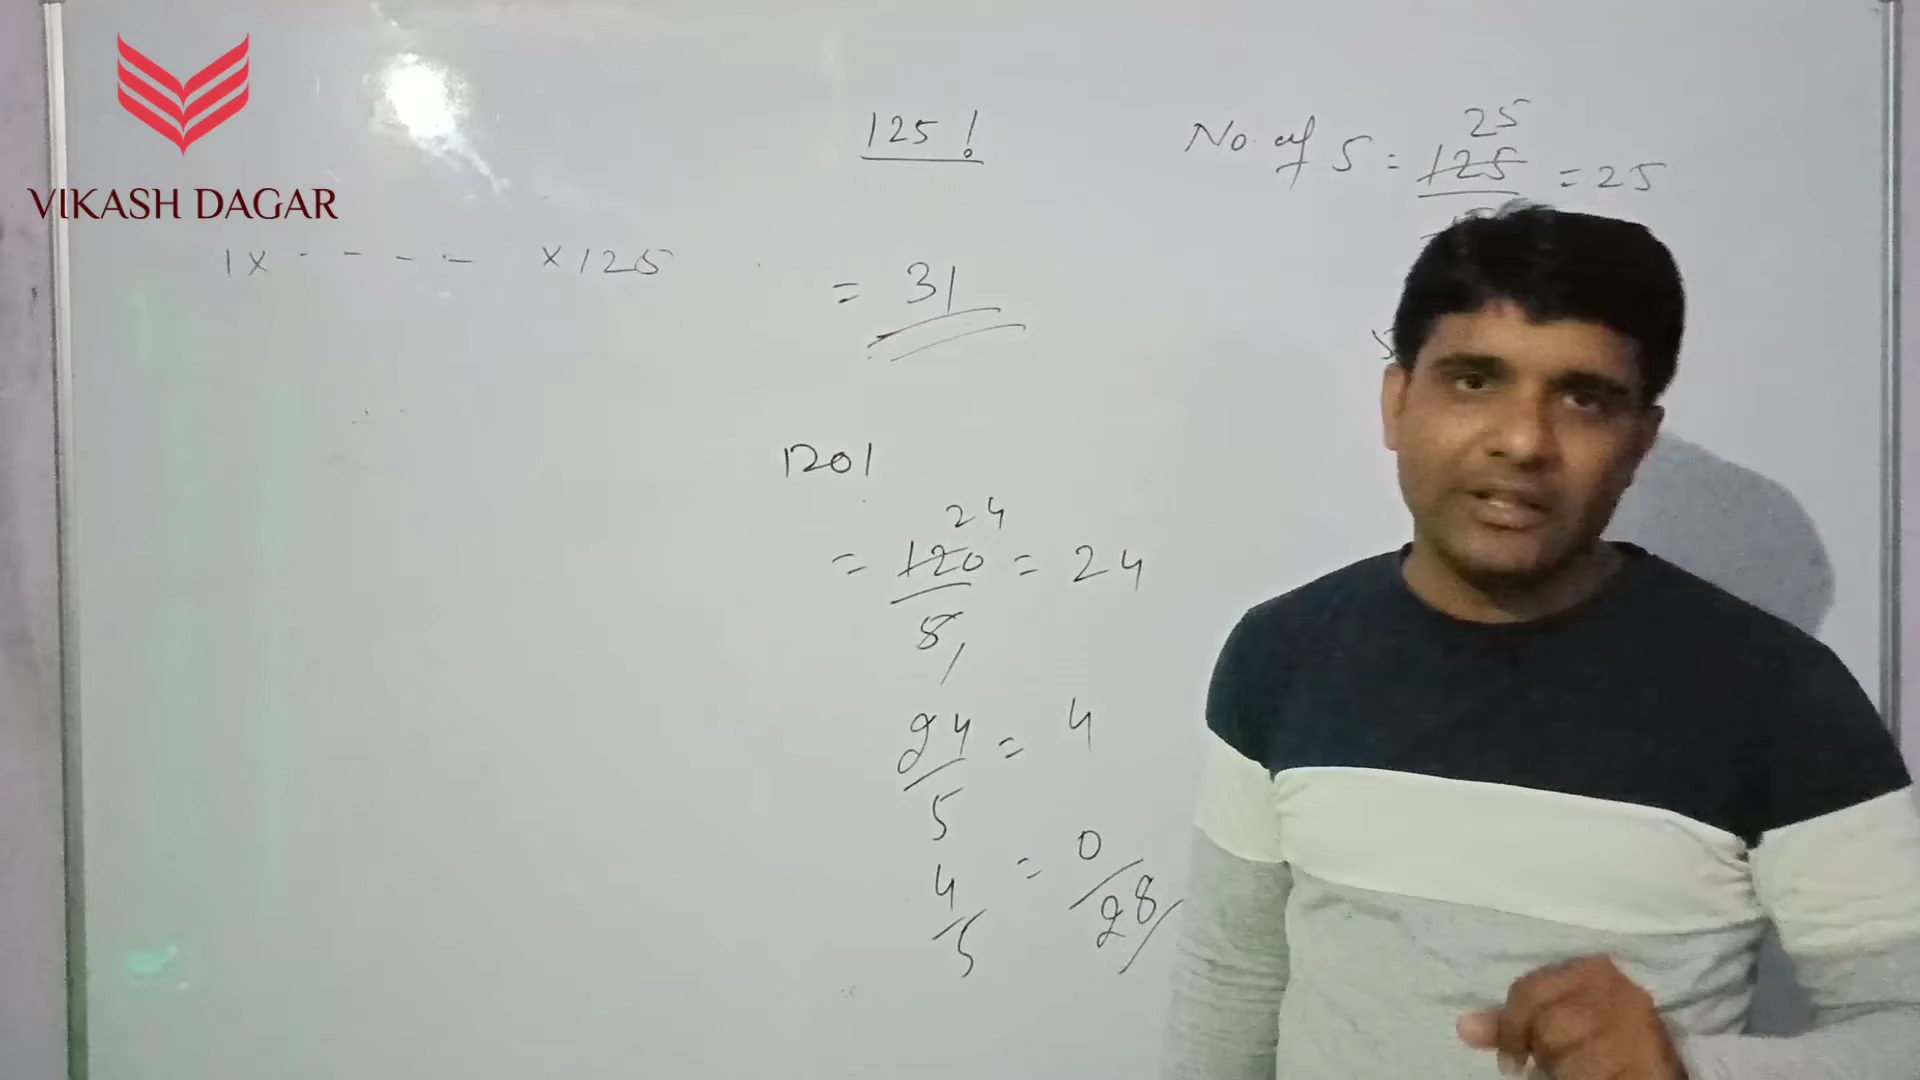 VIKASH DAGAR
125!
No. of 5 = 125 = 25
25
1x - - - - x125
= 31
120!
24
= 120 = 24
5
24 = 4
5
4 = 0
5
28